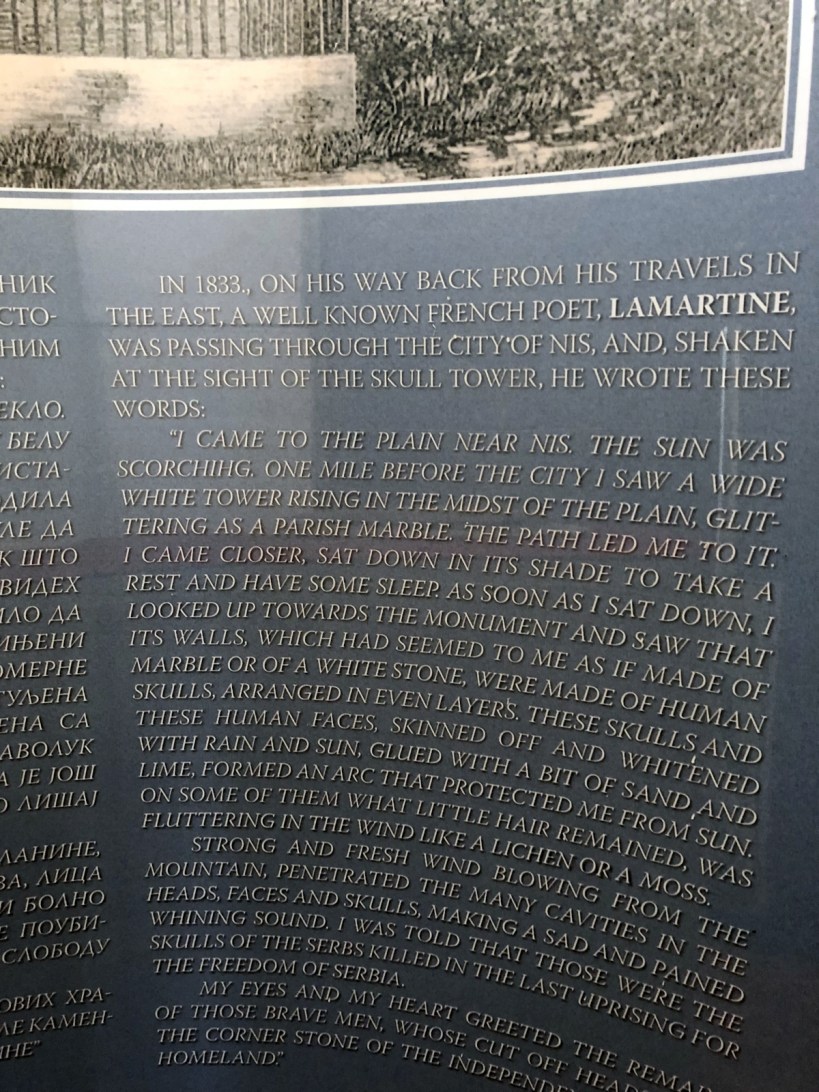 НИК
СТО-
НИМ
:
ЕКЛО.
БЕЛУ
ИСТА-
ОДИЛА
УЛЕ ДА
К ШТО
ВИДЕХ
ИЛО ДА
ИЊЕНИ
ОМЕРНЕ
ГУЉЕНА
ЕНА СА
АВОЛУК
А ЈЕ ЈОШ
О ЛИШАЈ
ЛАНИНЕ,
ВА, ЛИЦА
И БОЛНО
Е ПОУБИ-
СЛОБОДУ
ОВИХ ХРА-
ЛЕ КАМЕН-
ИНЕ”
IN 1833., ON HIS WAY BACK FROM HIS TRAVELS IN
THE EAST, A WELL KNOWN FRENCH POET, LAMARTINE,
WAS PASSING THROUGH THE CITY OF NIS, AND, SHAKEN
AT THE SIGHT OF THE SKULL TOWER, HE WROTE THESE
WORDS:
“I CAME TO THE PLAIN NEAR NIS. THE SUN WAS
SCORCHIHG, ONE MILE BEFORE THE CITY I SAW A WIDE
WHITE TOWER RISING IN THE MIDST OF THE PLAIN, GLIT-
TERING AS A PARISH MARBLE. THE PATH LED ME TO IT.
I CAME CLOSER, SAT DOWN IN ITS SHADE TO TAKE A
REST AND HAVE SOME SLEEP. AS SOON AS I SAT DOWN, I
LOOKED UP TOWARDS THE MONUMENT AND SAW THAT
ITS WALLS, WHICH HAD SEEMED TO ME AS IF MADE OF
MARBLE OR OF A WHITE STONE, WERE MADE OF HUMAN
SKULLS, ARRANGED IN EVEN LAYERS. THESE SKULLS AND
THESE HUMAN FACES, SKINNED OFF AND WHITENED
WITH RAIN AND SUN, GLUED WITH A BIT OF SAND AND
LIME, FORMED AN ARC THAT PROTECTED ME FROM SUN.
ON SOME OF THEM WHAT LITTLE HAIR REMAINED, WAS
FLUTTERING IN THE WIND LIKE A LICHEN OR A MOSS.
STRONG AND FRESH WIND BLOWING FROM THE
MOUNTAIN, PENETRATED THE MANY CAVITIES IN THE
HEADS, FACES AND SKULLS, MAKING A SAD AND PAINED
WHINING SOUND. I WAS TOLD THAT THOSE WERE THE
SKULLS OF THE SERBS KILLED IN THE LAST UPRISING FOR
THE FREEDOM OF SERBIA.
MY EYES AND MY HEART GREETED THE REMA
OF THOSE BRAVE MEN, WHOSE CUT OFF HEA
THE CORNER STONE OF THE INDEPENDE
HOMELAND.”